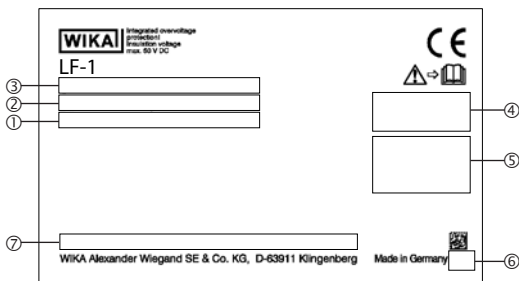 WIKA
Integrated overvoltage
protection!
Insulation voltage
max. 50 V DC
CE
LF-1
③
②
①
④
⑤
⑦
WIKA Alexander Wiegand SE & Co. KG, D-63911 Klingenberg
Made in Germany
⑥